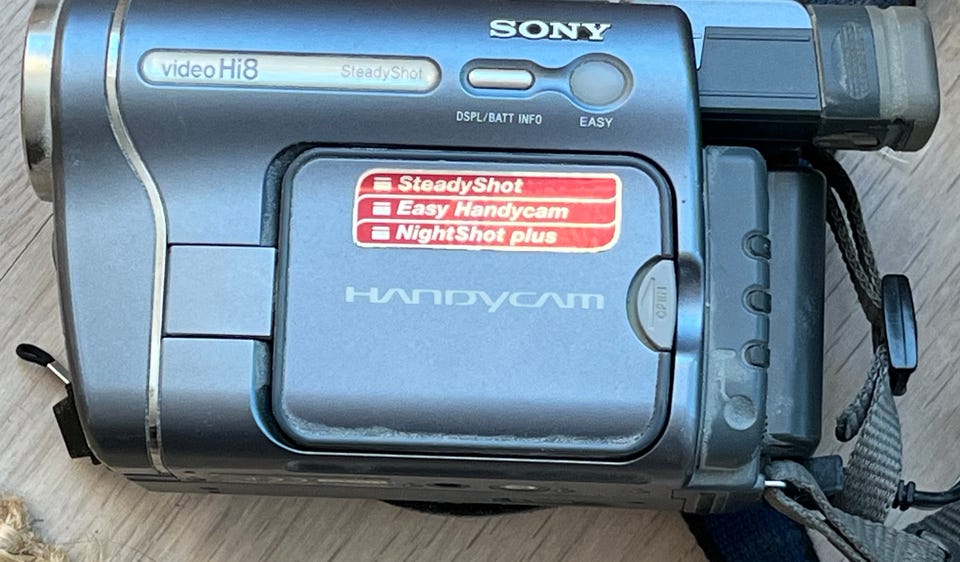 SONY
video Hi8 SteadyShot
DSPL/BATT INFO EASY
SteadyShot
Easy Handycam
NightShot plus
HANDYCAM
OPEN